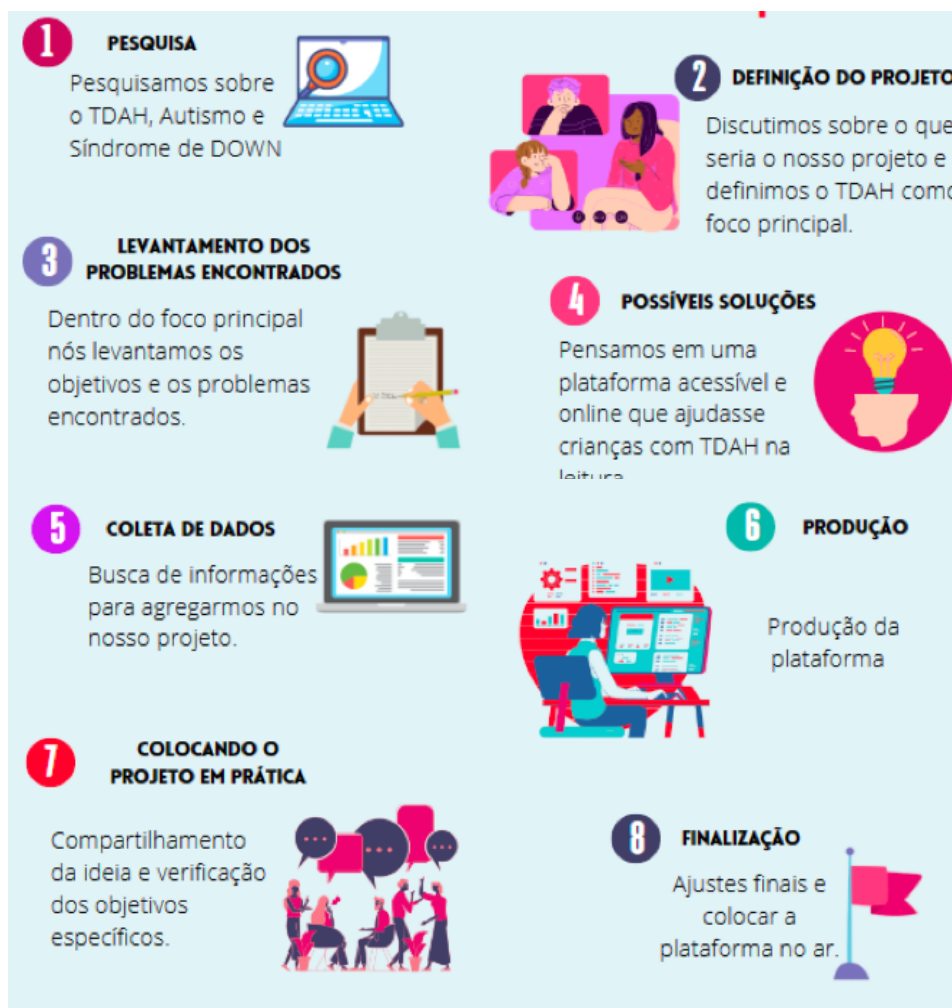 1
PESQUISA
Pesquisamos sobre
o TDAH, Autismo e
Síndrome de DOWN
2
DEFINIÇÃO DO PROJETO
Discutimos sobre o que
seria o nosso projeto e
definimos o TDAH como
foco principal.
3
LEVANTAMENTO DOS
PROBLEMAS ENCONTRADOS
Dentro do foco principal
nós levantamos os
objetivos e os problemas
encontrados.
4
POSSÍVEIS SOLUÇÕES
Pensamos em uma
plataforma acessível e
online que ajudasse
crianças com TDAH na
leitura
5
COLETA DE DADOS
Busca de informações
para agregarmos no
nosso projeto.
6
PRODUÇÃO
Produção da
plataforma
7
COLOCANDO O
PROJETO EM PRÁTICA
Compartilhamento
da ideia e verificação
dos objetivos
específicos.
8
FINALIZAÇÃO
Ajustes finais e
colocar a
plataforma no ar.